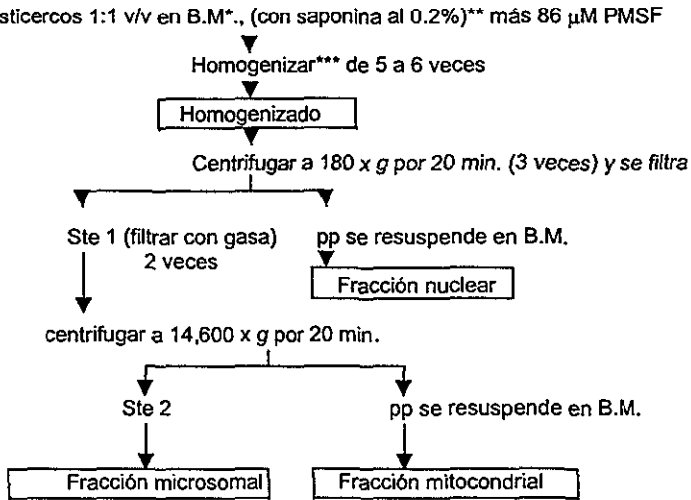 sticercos 1:1 v/v en B.M*., (con saponina al 0.2%)** más 86 µM PMSF
Homogenizar*** de 5 a 6 veces
Homogenizado
Centrifugar a 180 x g por 20 min. (3 veces) y se filtra
Ste 1 (filtrar con gasa)
2 veces
pp se resuspende en B.M.
Fracción nuclear
centrifugar a 14,600 x g por 20 min.
Ste 2
pp se resuspende en B.M.
Fracción microsomal
Fracción mitocondrial